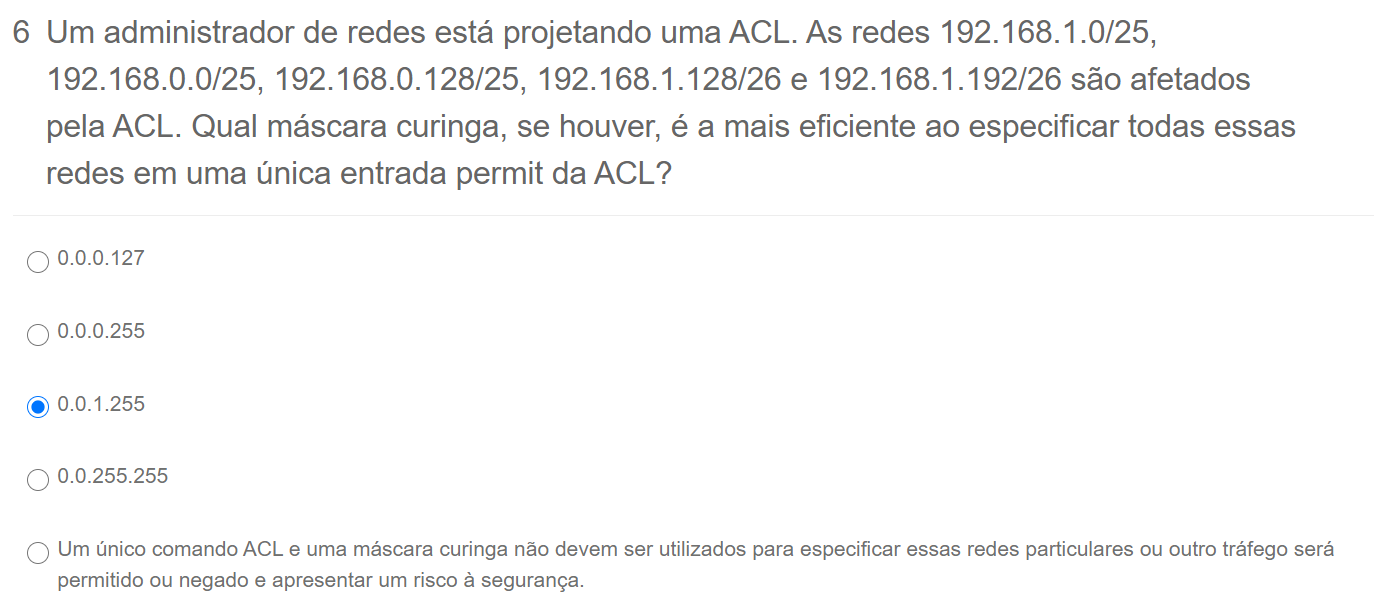 6 Um administrador de redes está projetando uma ACL. As redes 192.168.1.0/25,
192.168.0.0/25, 192.168.0.128/25, 192.168.1.128/26 e 192.168.1.192/26 são afetados
pela ACL. Qual máscara curinga, se houver, é a mais eficiente ao especificar todas essas
redes em uma única entrada permit da ACL?
0.0.0.127
0.0.0.255
0.0.1.255
0.0.255.255
Um único comando ACL e uma máscara curinga não devem ser utilizados para especificar essas redes particulares ou outro tráfego será
permitido ou negado e apresentar um risco à segurança.